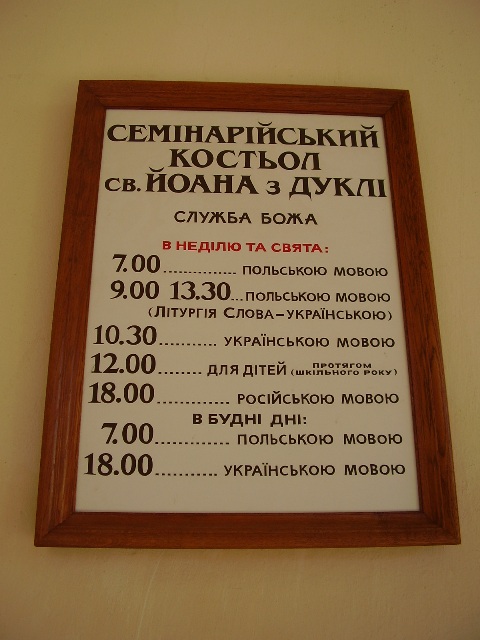 СЕМІНАРІЙСЬКИЙ
КОСТЬОЛ
СВ. ЙОАНА З ДУКЛІ
СЛУЖБА БОЖА
В НЕДІЛЮ ТА СВЯТА:
7.00............... ПОЛЬСЬКОЮ МОВОЮ
9.00 13.30...ПОЛЬСЬКОЮ МОВОЮ
(ЛІТУРГІЯ СЛОВА-УКРАЇНСЬКОЮ)
10.30............ УКРАЇНСЬКОЮ МОВОЮ
12.00......... ДЛЯ ДІТЕЙ (ПРОТЯГОМ ШКІЛЬНОГО РОКУ)
18.00............ РОСІЙСЬКОЮ МОВОЮ
В БУДНІ ДНІ:
7.00............... ПОЛЬСЬКОЮ МОВОЮ
18.00............ УКРАЇНСЬКОЮ МОВОЮ